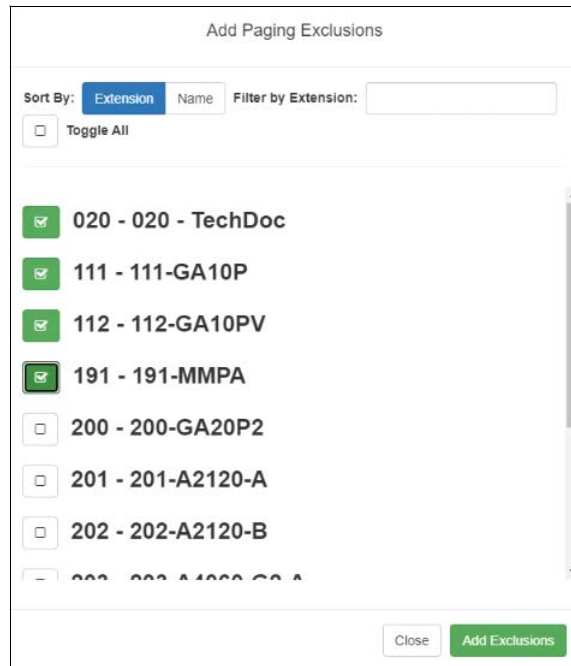 Add Paging Exclusions
Sort By: Extension Name Filter by Extension:
Toggle All
020 - 020 - TechDoc
111 - 111-GA10P
112 - 112-GA10PV
191 - 191-MMPA
200 - 200-GA20P2
201 - 201-A2120-A
202 - 202-A2120-B
Close Add Exclusions